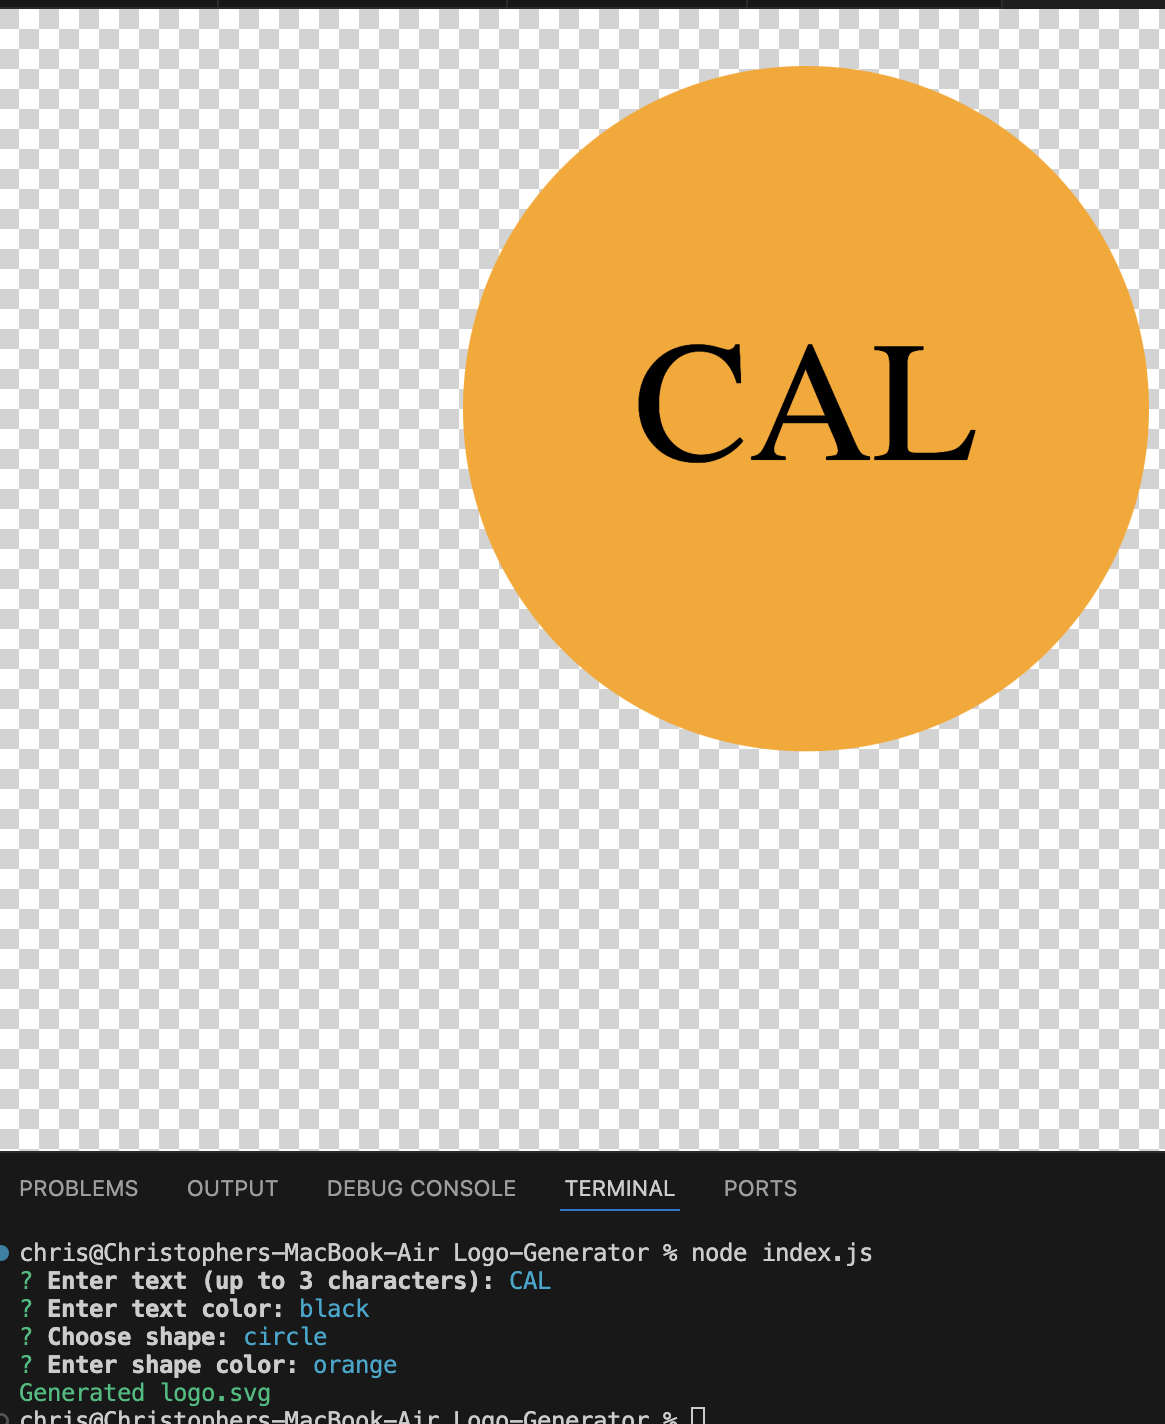 CAL
PROBLEMS OUTPUT DEBUG CONSOLE TERMINAL PORTS
chris@Christophers-MacBook-Air Logo-Generator % node index.js
? Enter text (up to 3 characters): CAL
? Enter text color: black
? Choose shape: circle
? Enter shape color: orange
Generated logo.svg
chris@Christophers-MacBook-Air Logo-Generator %